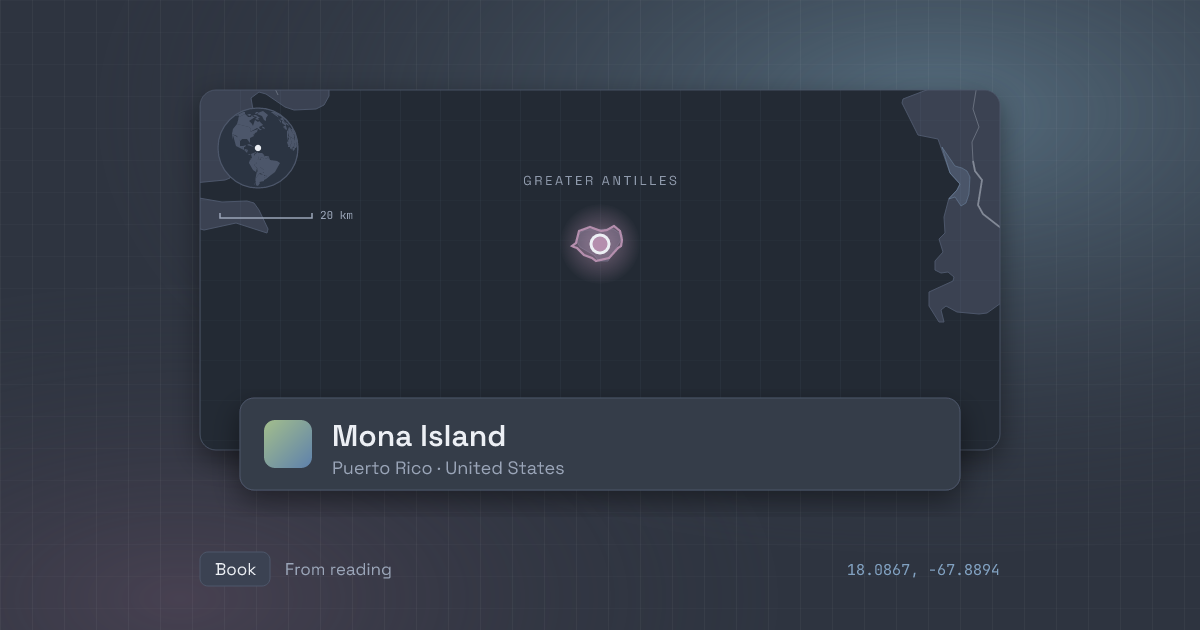 GREATER ANTILLES
20 km
Mona Island
Puerto Rico · United States
Book
From reading
18.0867, -67.8894